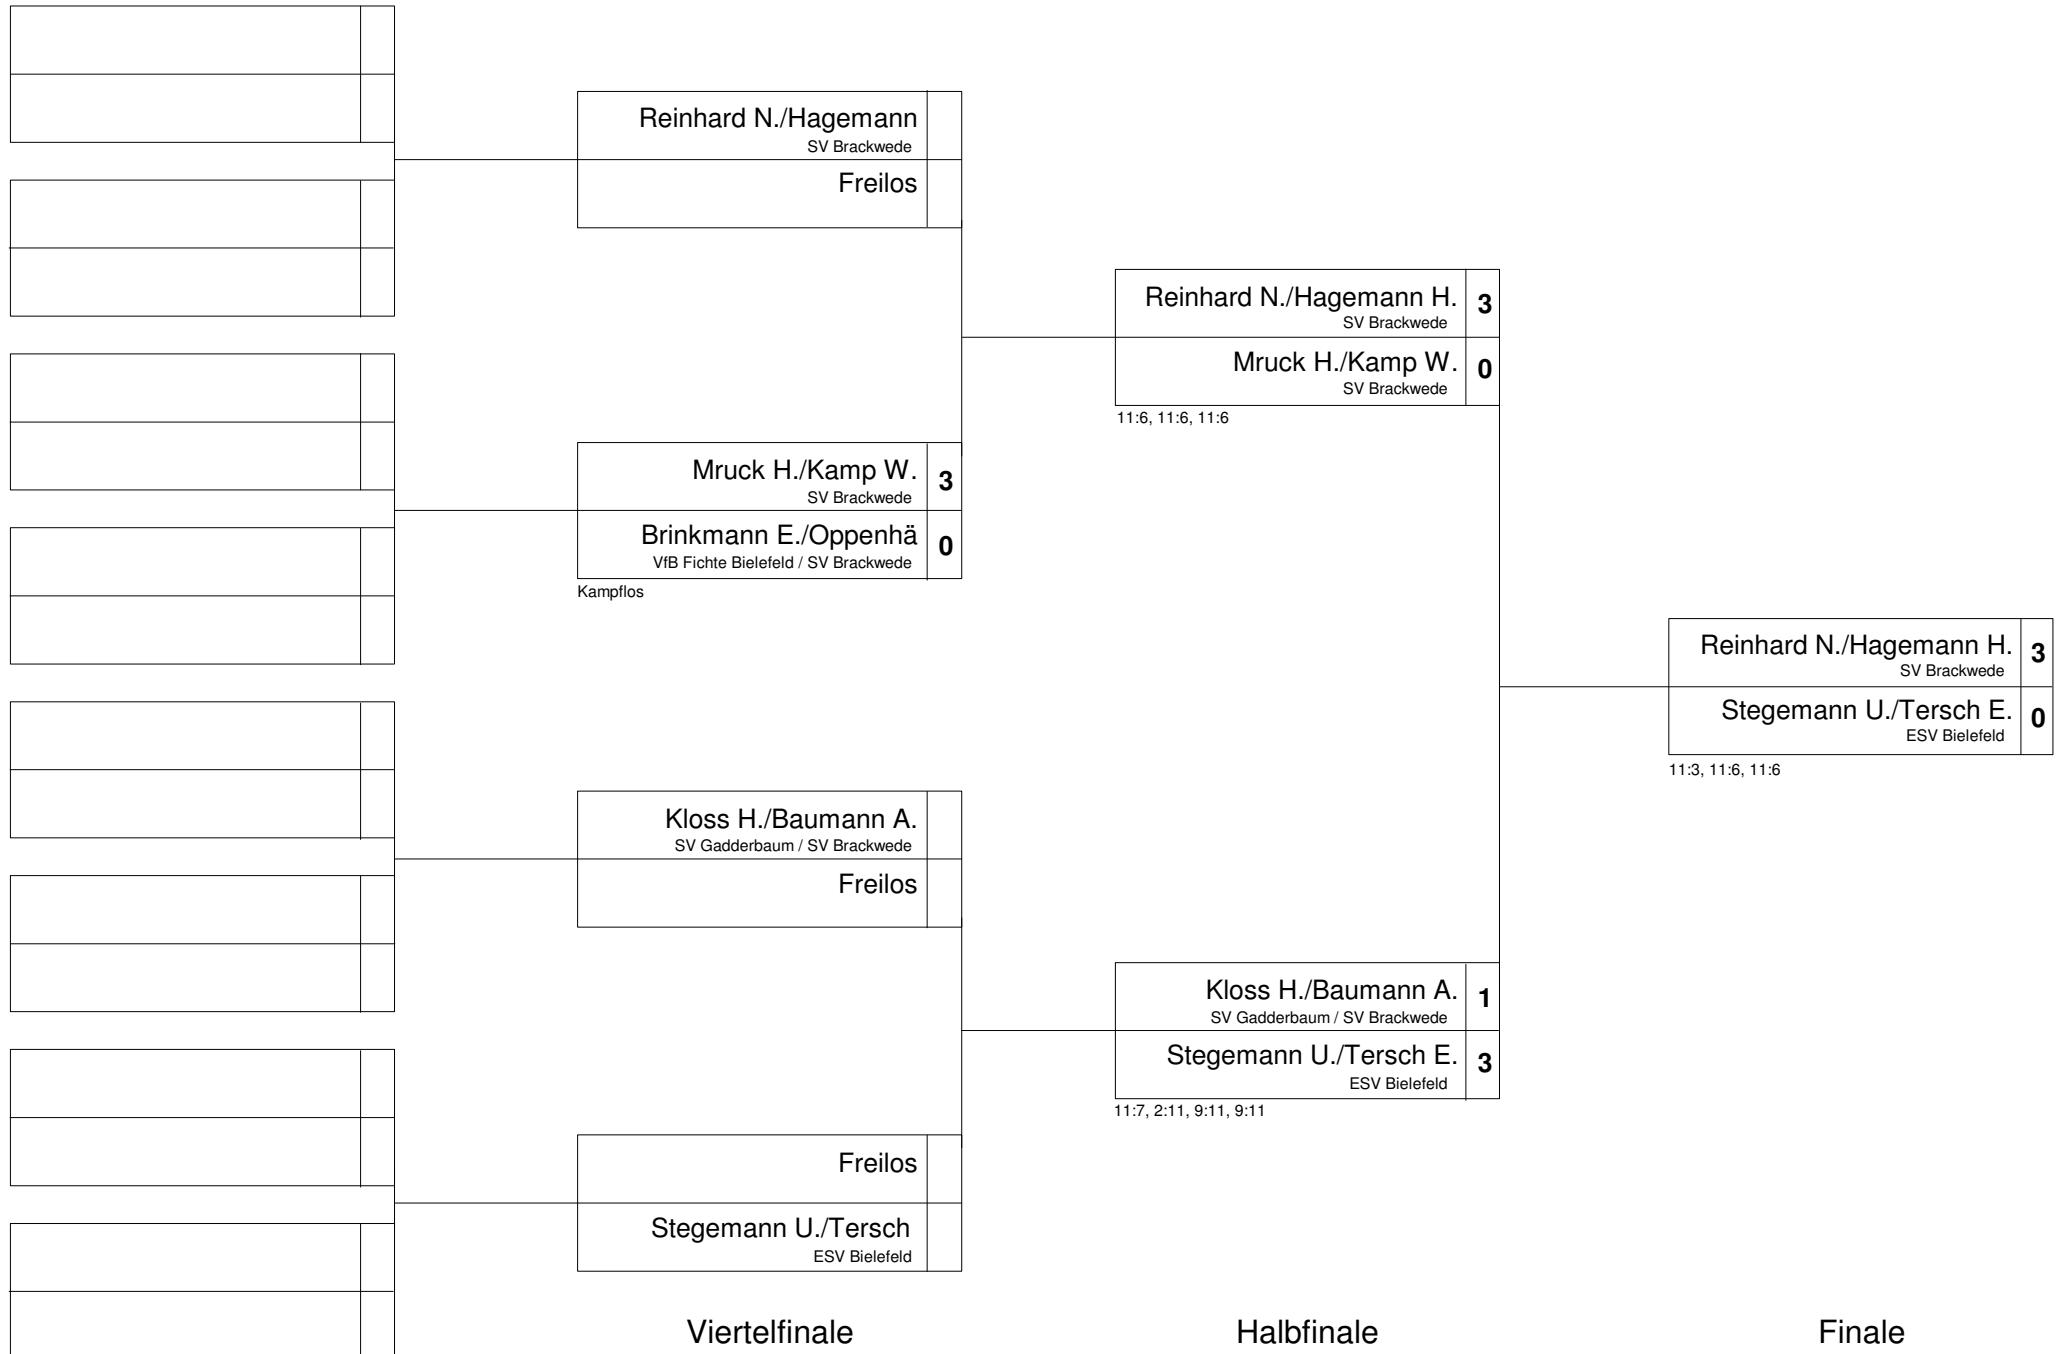 Reinhard N./Hagemann
SV Brackwede
Freilos
Mruck H./Kamp W.
3
SV Brackwede
Brinkmann E./Oppenhä
0
VfB Fichte Bielefeld / SV Brackwede
Kampflos
Kloss H./Baumann A.
SV Gadderbaum / SV Brackwede
Freilos
Freilos
Stegemann U./Tersch
ESV Bielefeld
Viertelfinale
Reinhard N./Hagemann H.
3
SV Brackwede
Mruck H./Kamp W.
0
SV Brackwede
11:6, 11:6, 11:6
Kloss H./Baumann A.
1
SV Gadderbaum / SV Brackwede
Stegemann U./Tersch E.
3
ESV Bielefeld
11:7, 2:11, 9:11, 9:11
Halbfinale
Reinhard N./Hagemann H.
3
SV Brackwede
Stegemann U./Tersch E.
0
ESV Bielefeld
11:3, 11:6, 11:6
Finale